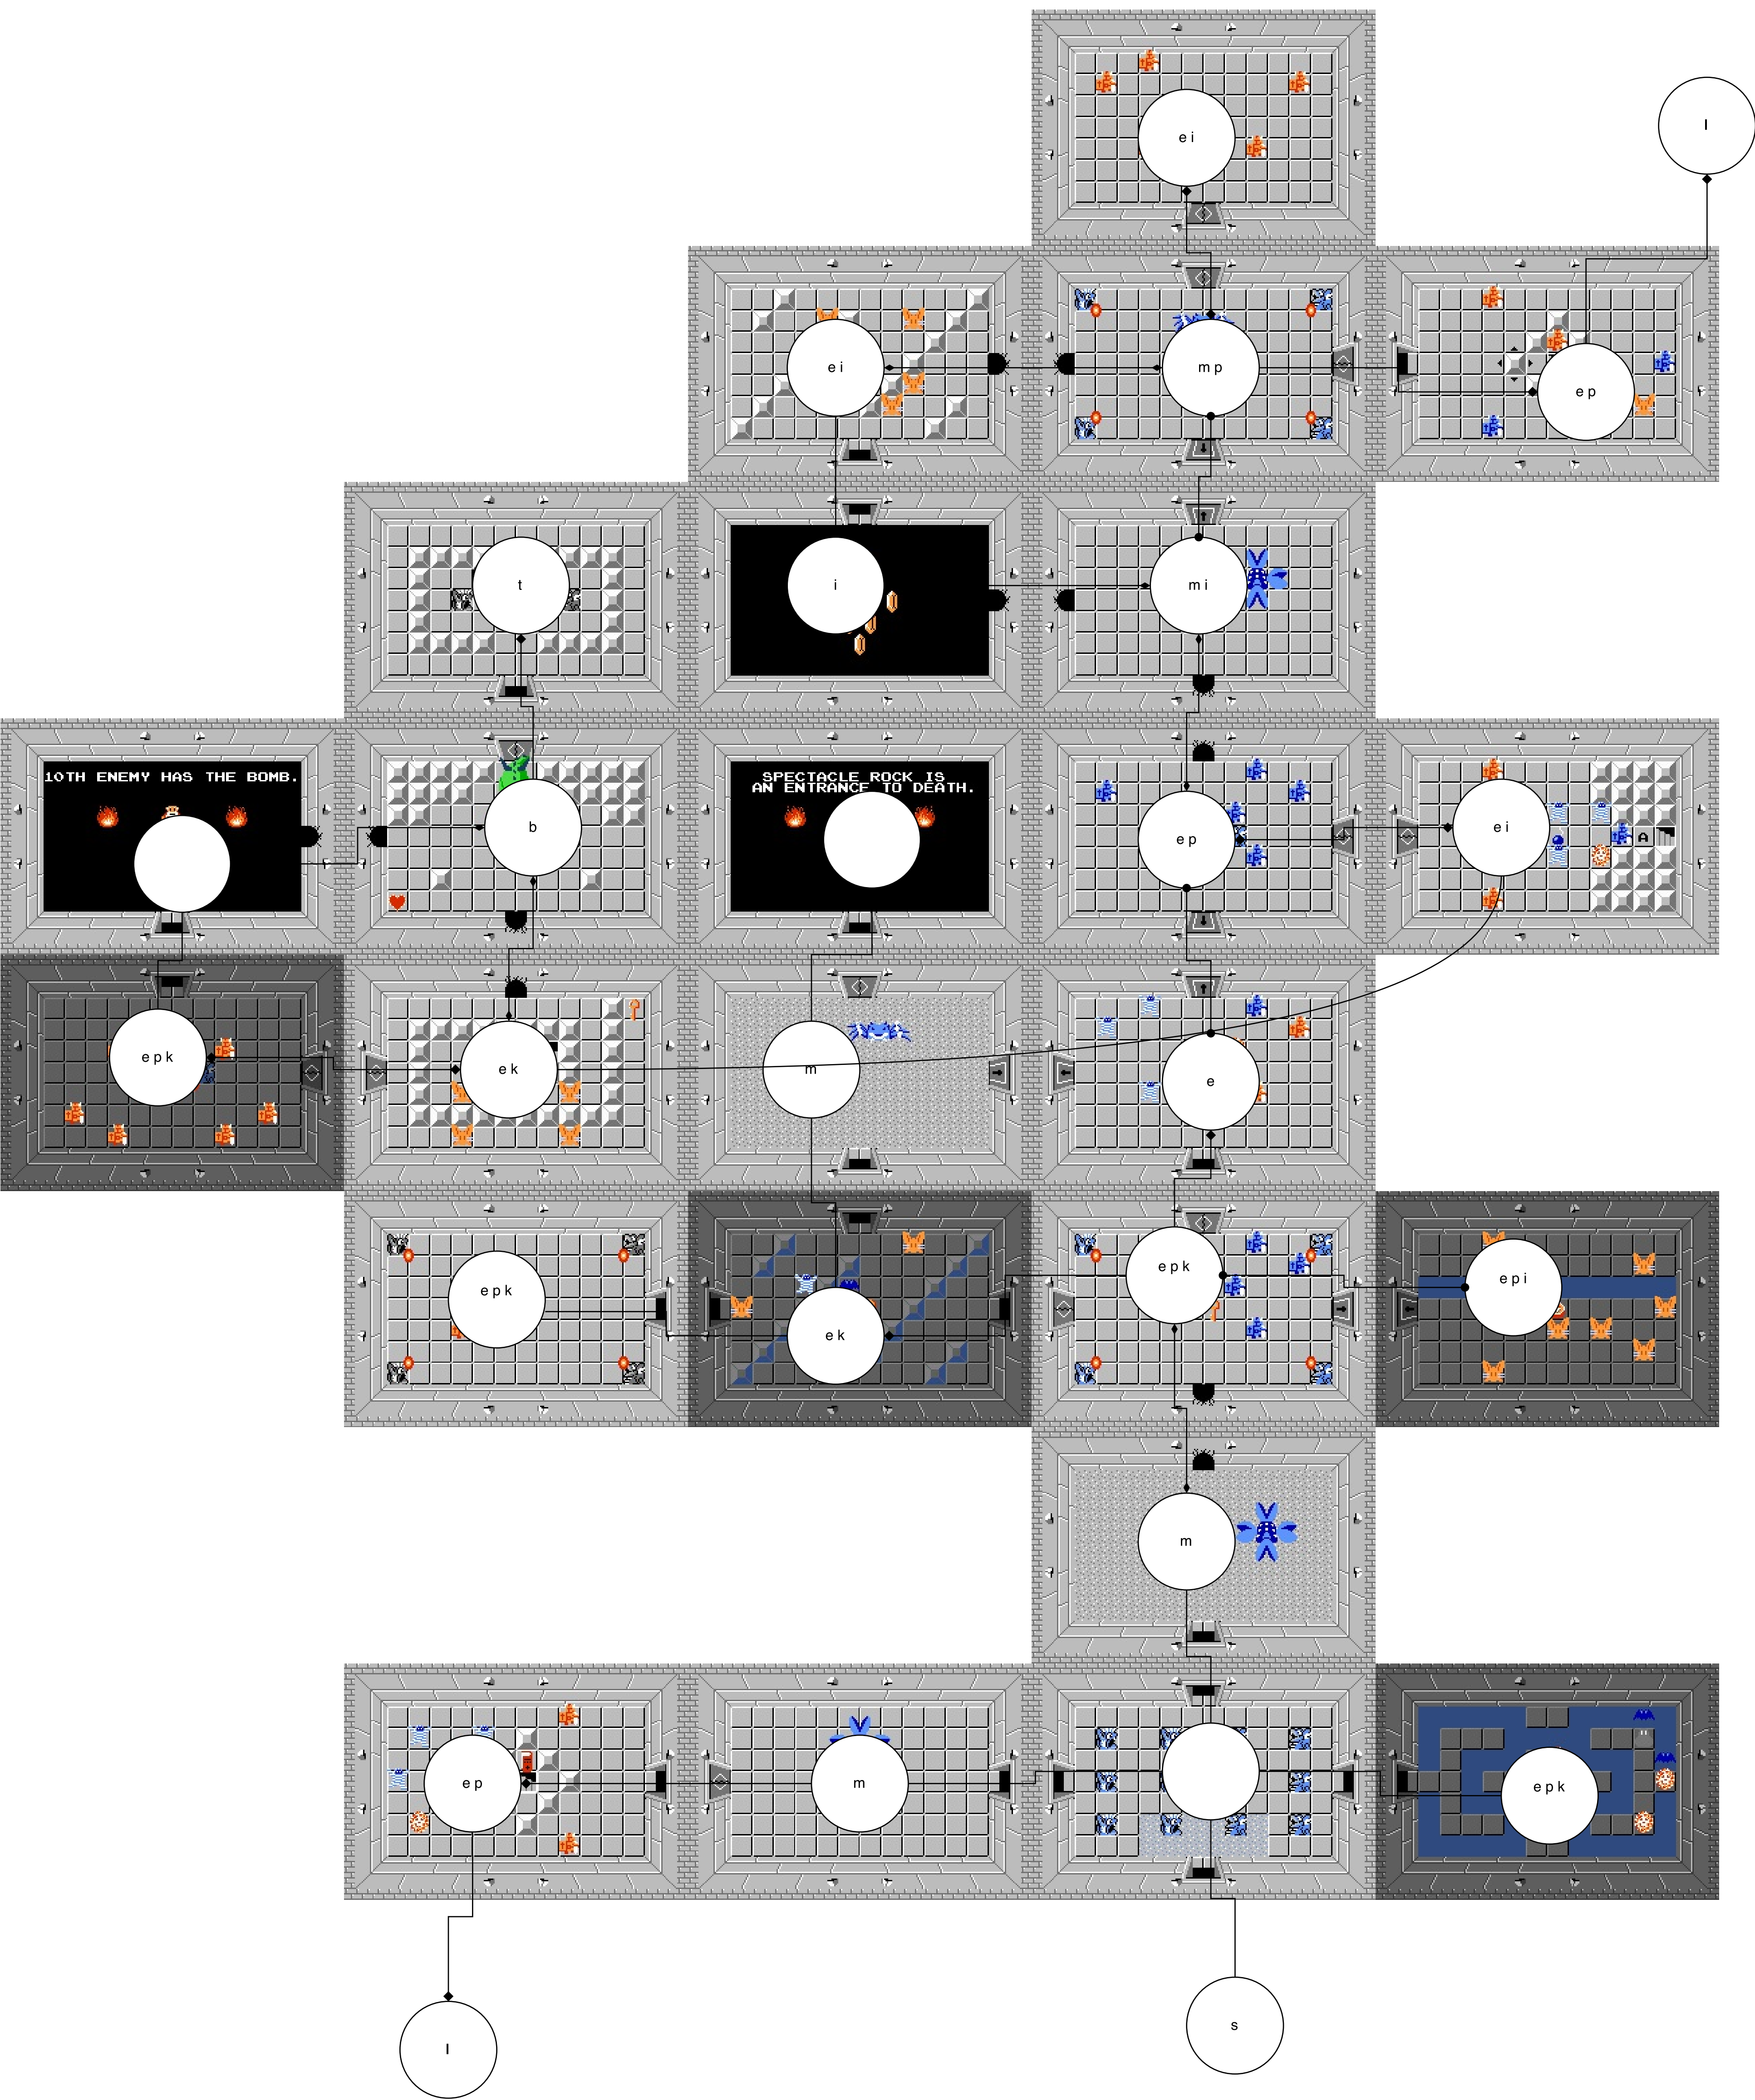 e i
l
e i
m p
e p
t
i
m i
10TH ENEMY HAS THE BOMB.
b
SPECTACLE ROCK IS
AN ENTRANCE TO DEATH.
e p
e i
A
e p k
e k
m
e
e p k
e k
e p k
e p i
m
e p
m
e p k
l
s